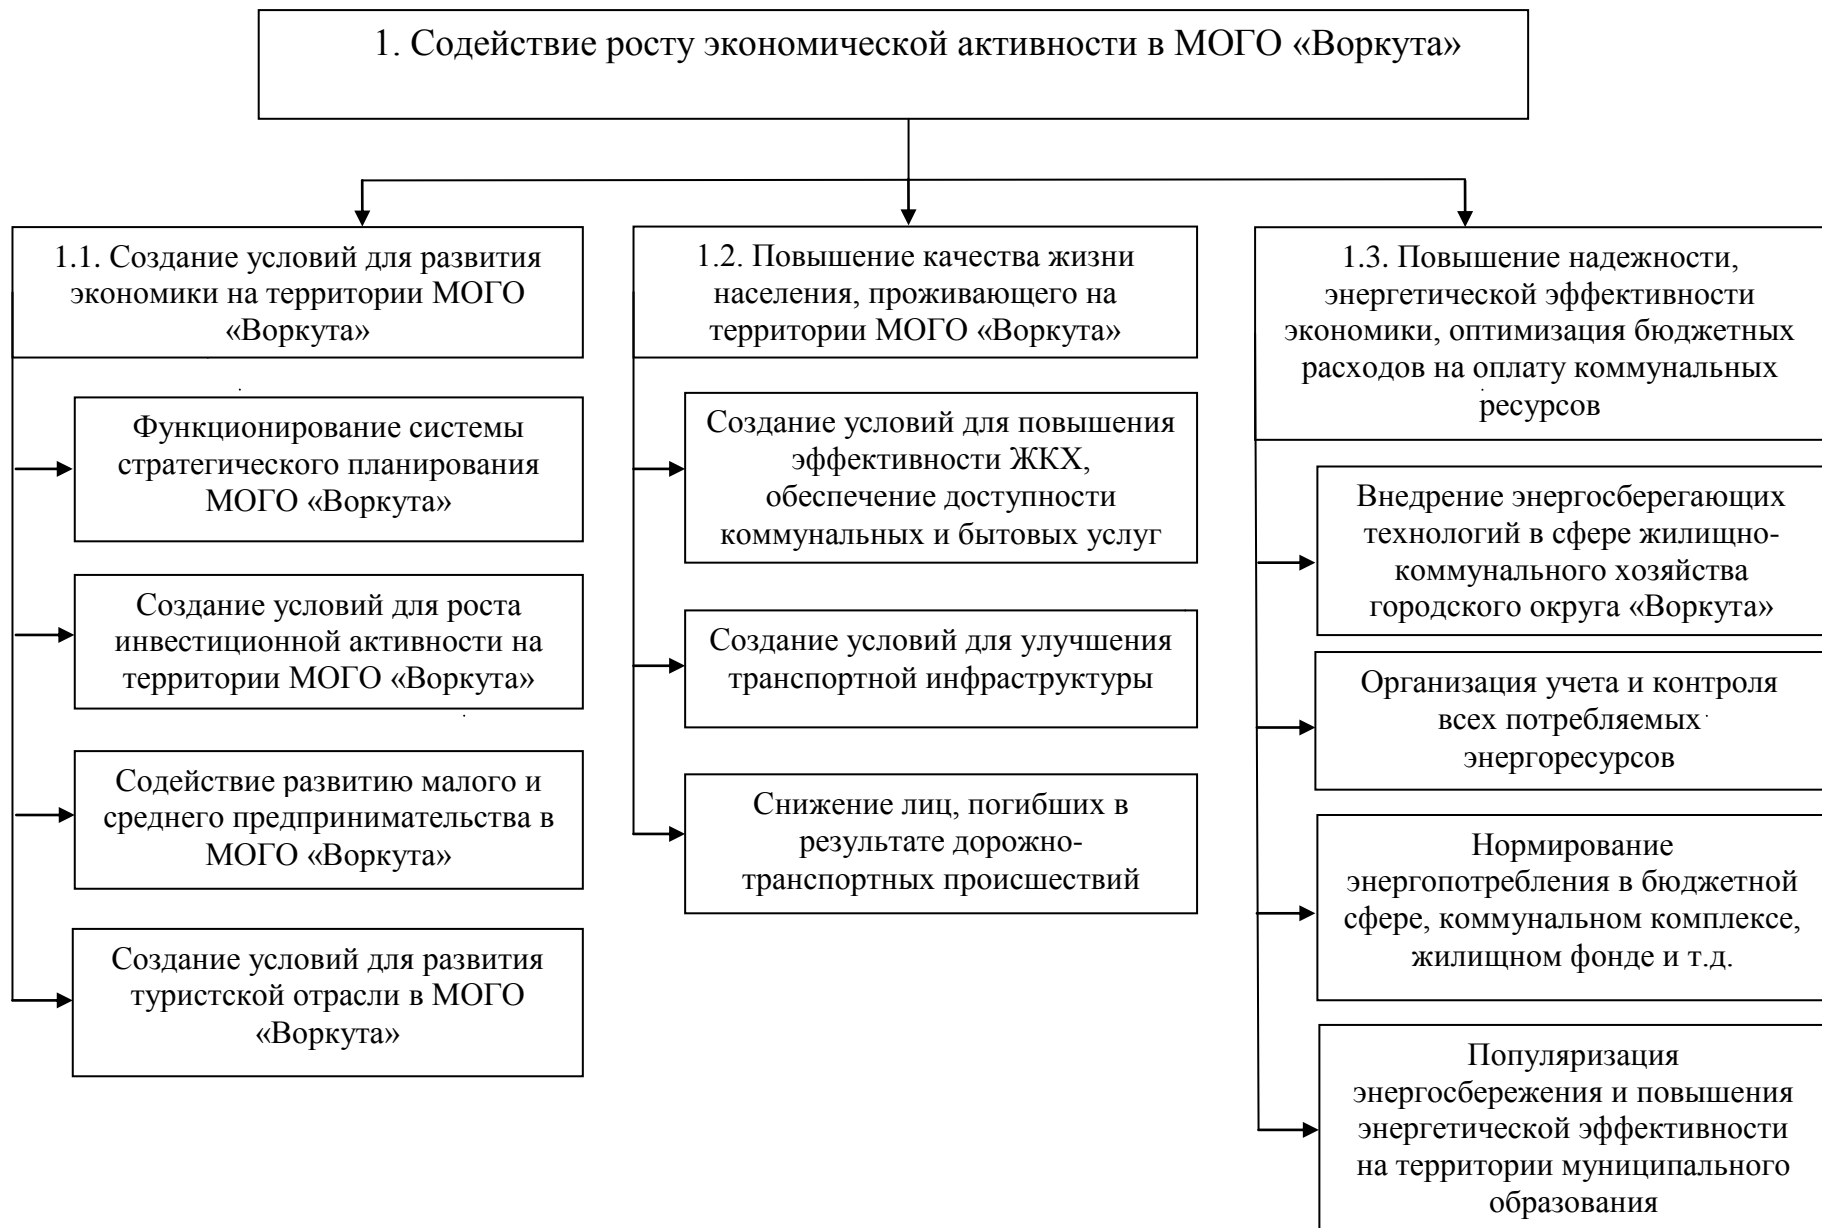 1. Содействие росту экономической активности в МОГО «Воркута»
1.1. Создание условий для развития
экономики на территории МОГО
«Воркута»
Функционирование системы
стратегического планирования
МОГО «Воркута»
Создание условий для роста
инвестиционной активности на
территории МОГО «Воркута»
Содействие развитию малого и
среднего предпринимательства в
МОГО «Воркута»
Создание условий для развития
туристской отрасли в МОГО
«Воркута»
1.2. Повышение качества жизни
населения, проживающего на
территории МОГО «Воркута»
Создание условий для повышения
эффективности ЖКХ,
обеспечение доступности
коммунальных и бытовых услуг
Создание условий для улучшения
транспортной инфраструктуры
Снижение лиц, погибших в
результате дорожно-
транспортных происшествий
1.3. Повышение надежности,
энергетической эффективности
экономики, оптимизация бюджетных
расходов на оплату коммунальных
ресурсов
Внедрение энергосберегающих
технологий в сфере жилищно-
коммунального хозяйства
городского округа «Воркута»
Организация учета и контроля
всех потребляемых
энергоресурсов
Нормирование
энергопотребления в бюджетной
сфере, коммунальном комплексе,
жилищном фонде и т.д.
Популяризация
энергосбережения и повышения
энергетической эффективности
на территории муниципального
образования